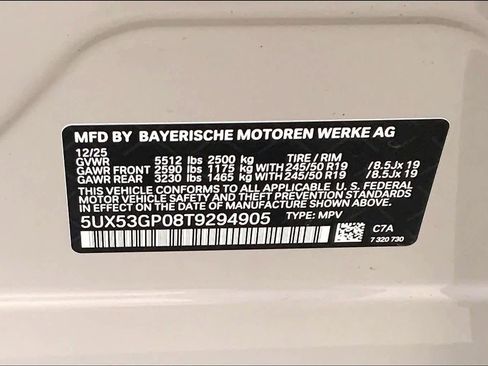 MFD BY BAYERISCHE MOTOREN WERKE AG
12/25
GVWR 5512 lbs 2500 kg TIRE / RIM
GAWR FRONT 2590 lbs 1175 kg WITH 245/50 R19 / 8.5Jx 19
GAWR REAR 3230 lbs 1465 kg WITH 245/50 R19 / 8.5Jx 19
THIS VEHICLE CONFORMS TO ALL APPLICABLE U.S. FEDERAL
MOTOR VEHICLE SAFETY AND THEFT PREVENTION STANDARDS
IN EFFECT ON THE DATE OF MANUFACTURE SHOWN ABOVE.
5UX53GP08T9294905 TYPE: MPV
C7A
7 320 730